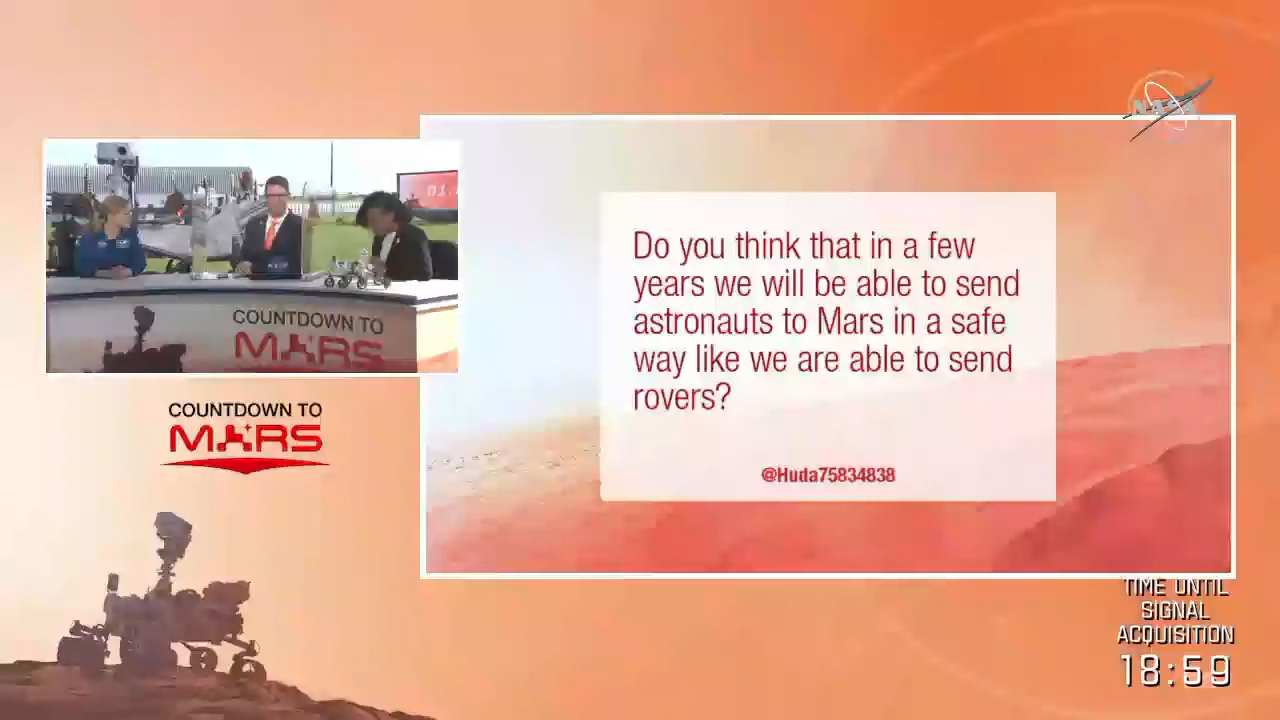 NASA
01.
COUNTDOWN TO
MARS
Do you think that in a few
years we will be able to send
astronauts to Mars in a safe
way like we are able to send
rovers?
@Huda75834838
COUNTDOWN TO
MARS
TIME UNTIL
SIGNAL
ACQUISITION
18:59